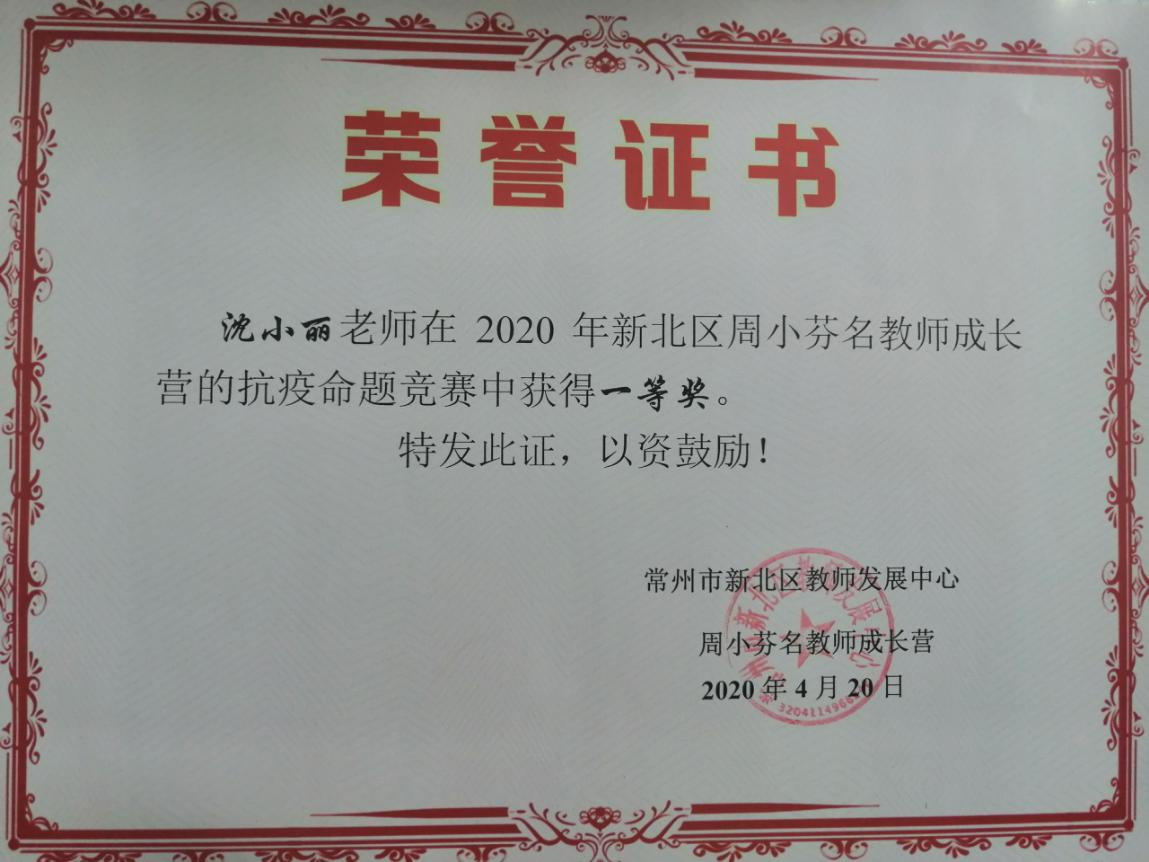 荣誉证书
沈小丽老师在 2020 年新北区周小芬名教师成长
营的抗疫命题竞赛中获得一等奖。
特发此证，以资鼓励！
常州市新北区教师发展中心
周小芬名教师成长营
2020 年 4 月 20 日